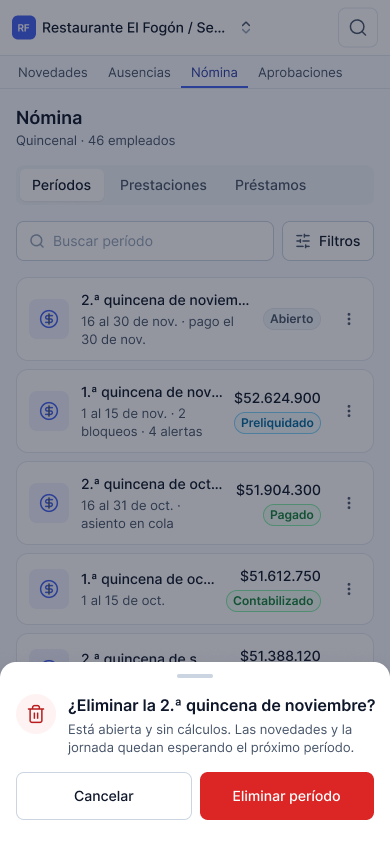 RF Restaurante El Fogón / Se...
Novedades Ausencias Nómina Aprobaciones
Nómina
Quincenal · 46 empleados
Períodos Prestaciones Préstamos
Buscar período Filtros
2.ª quincena de noviem...
16 al 30 de nov. · pago el
30 de nov.
Abierto
1.ª quincena de nov...
1 al 15 de nov. · 2
bloqueos · 4 alertas
$52.624.900
Preliquidado
2.ª quincena de oct...
16 al 31 de oct. ·
asiento en cola
$51.904.300
Pagado
1.ª quincena de oc...
1 al 15 de oct.
$51.612.750
Contabilizado
2.ª quincena de s
$51.388.120
¿Eliminar la 2.ª quincena de noviembre?
Está abierta y sin cálculos. Las novedades y la
jornada quedan esperando el próximo período.
Cancelar Eliminar período